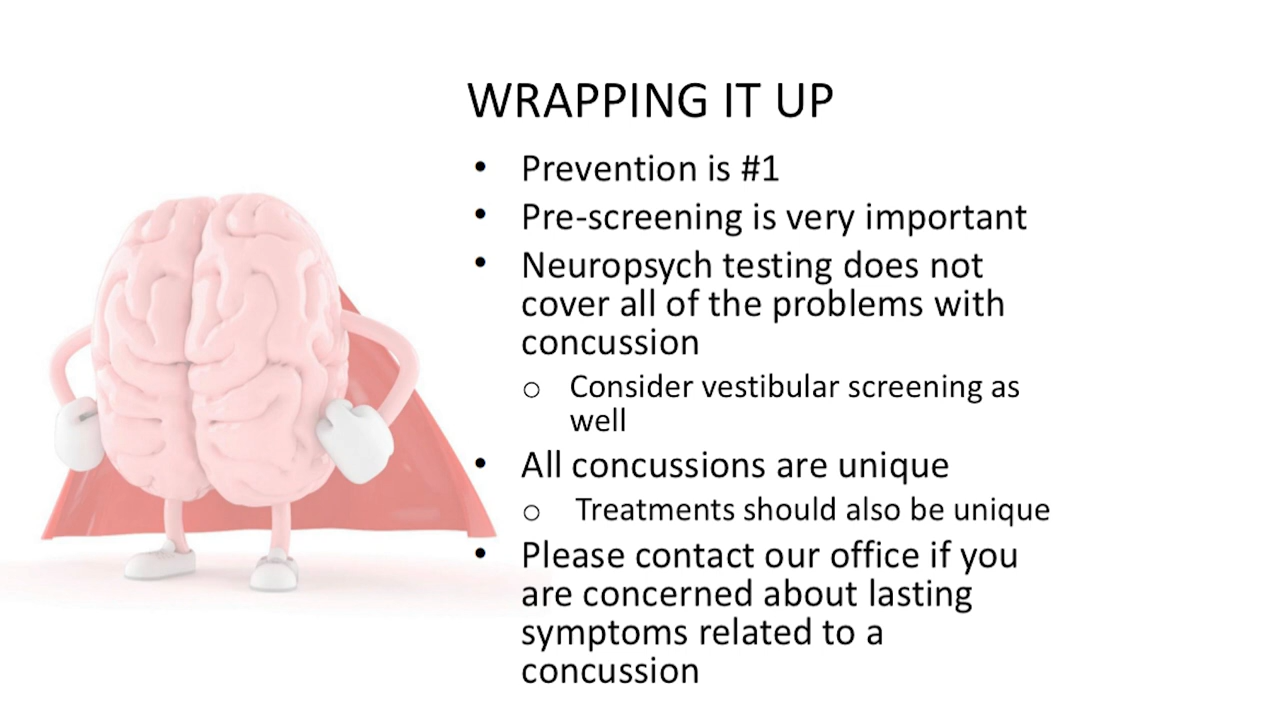 WRAPPING IT UP
• Prevention is #1
• Pre-screening is very important
• Neuropsych testing does not
cover all of the problems with
concussion
o Consider vestibular screening as
well
• All concussions are unique
o Treatments should also be unique
• Please contact our office if you
are concerned about lasting
symptoms related to a
concussion